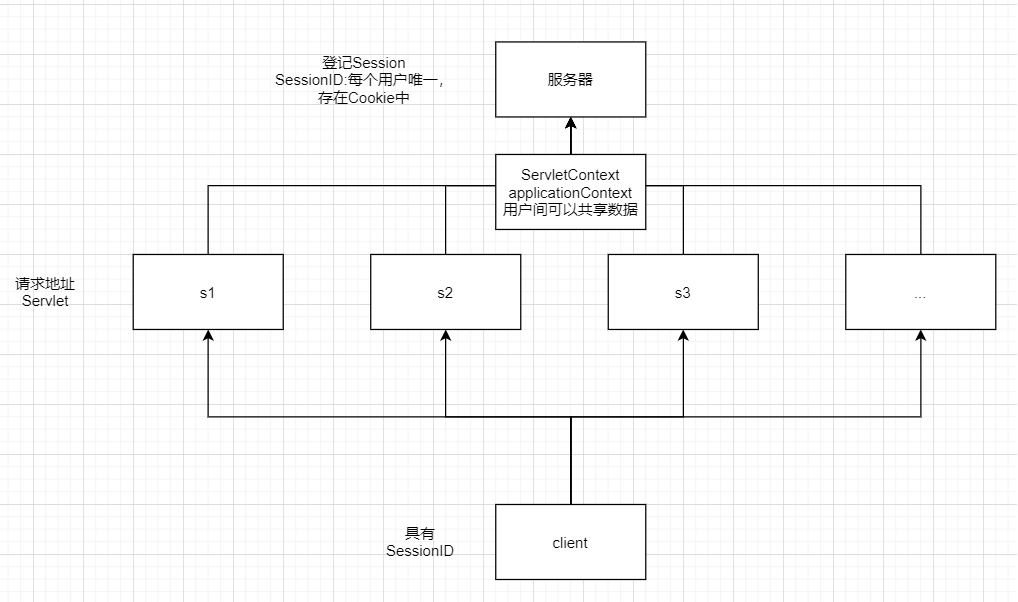 登记Session
SessionID:每个用户唯一，
存在Cookie中
服务器
ServletContext
applicationContext
用户间可以共享数据
请求地址
Servlet
s1
s2
s3
...
具有
SessionID
client